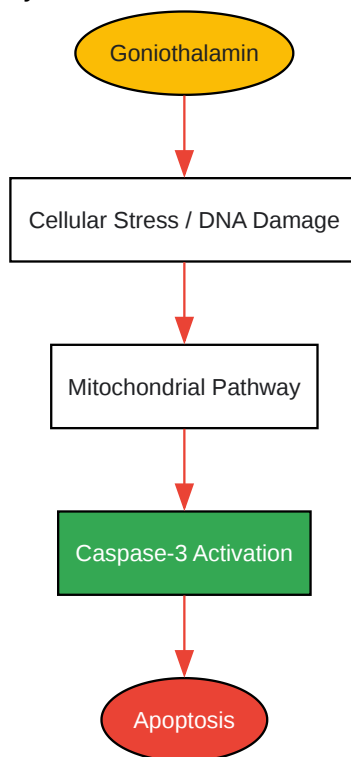 Goniothalamin
Cellular Stress / DNA Damage
Mitochondrial Pathway
Caspase-3 Activation
Apoptosis